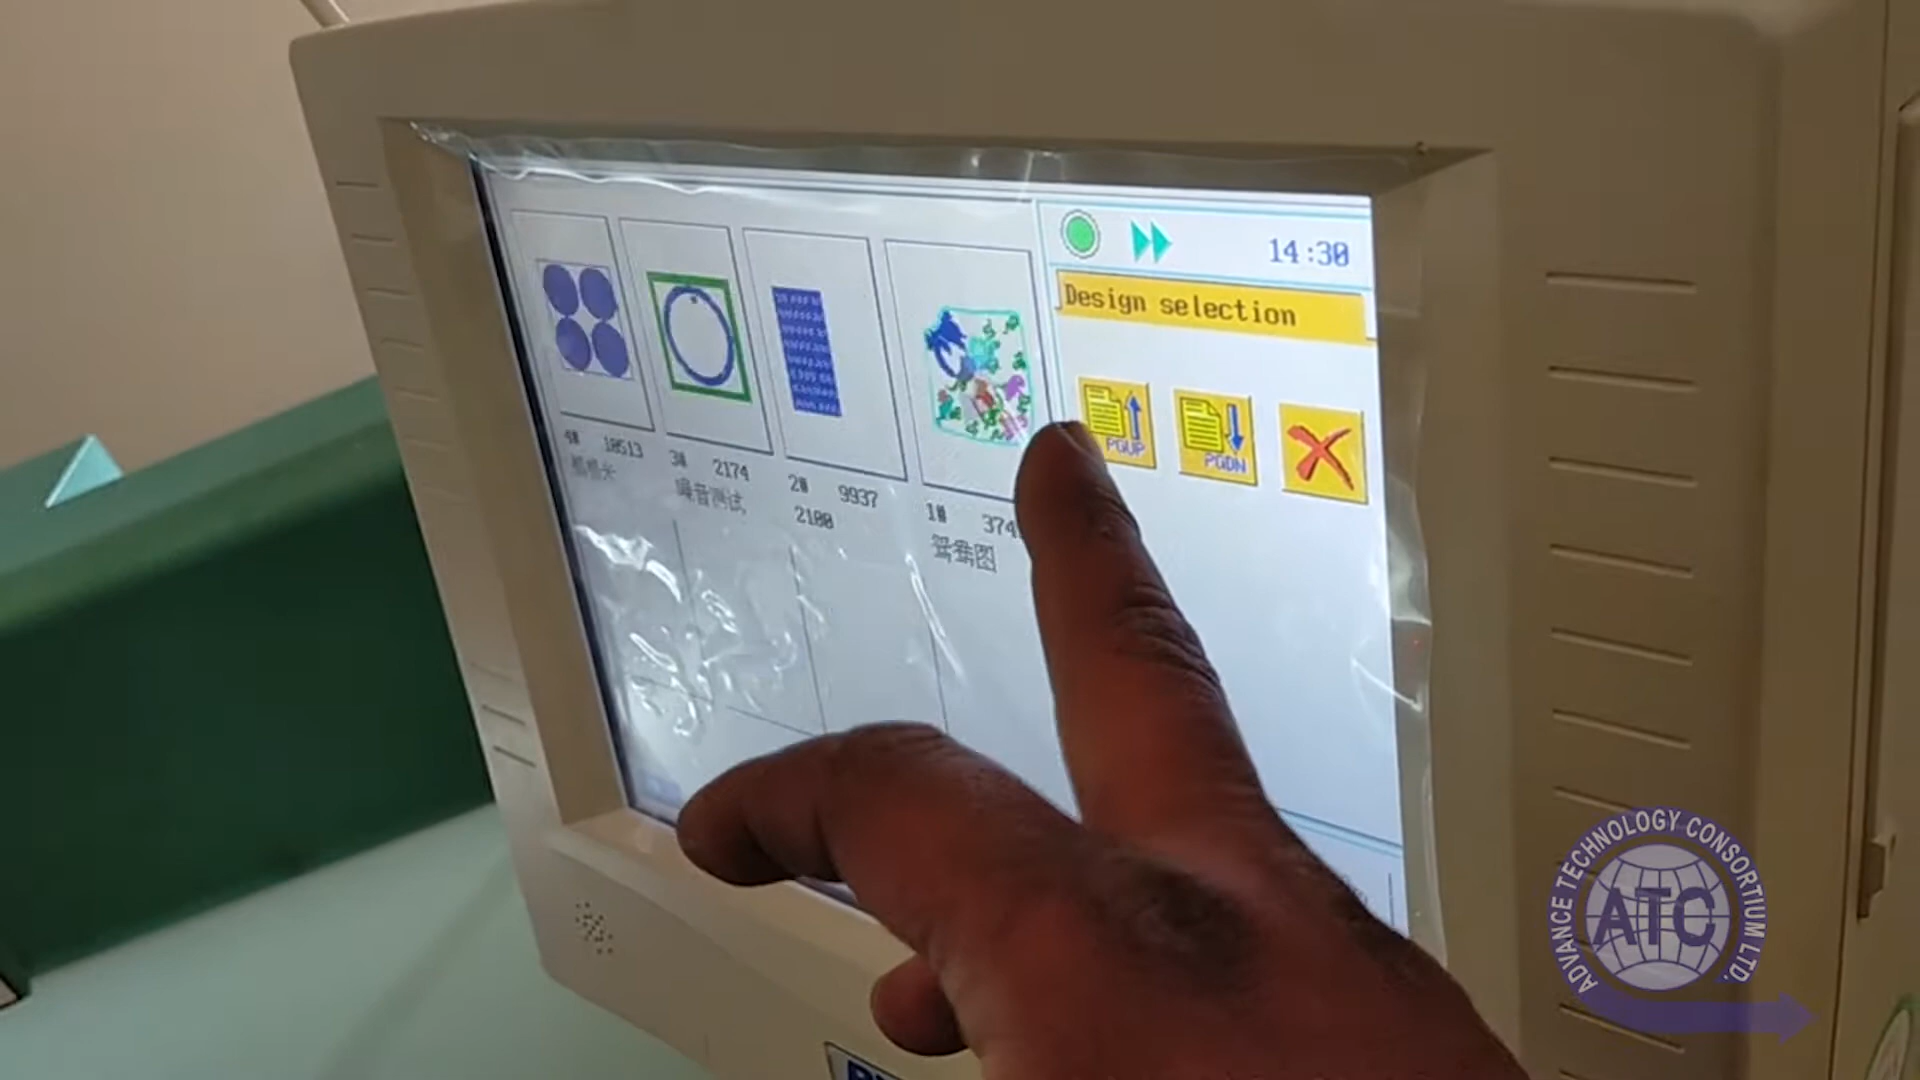 14:30
Design selection
PGUP
PGDN
4# 10513
3# 2174
噪音测试
2# 9937
2100
1# 374
鸳鸯图
ADVANCE TECHNOLOGY CONSORTIUM LTD.
ATC